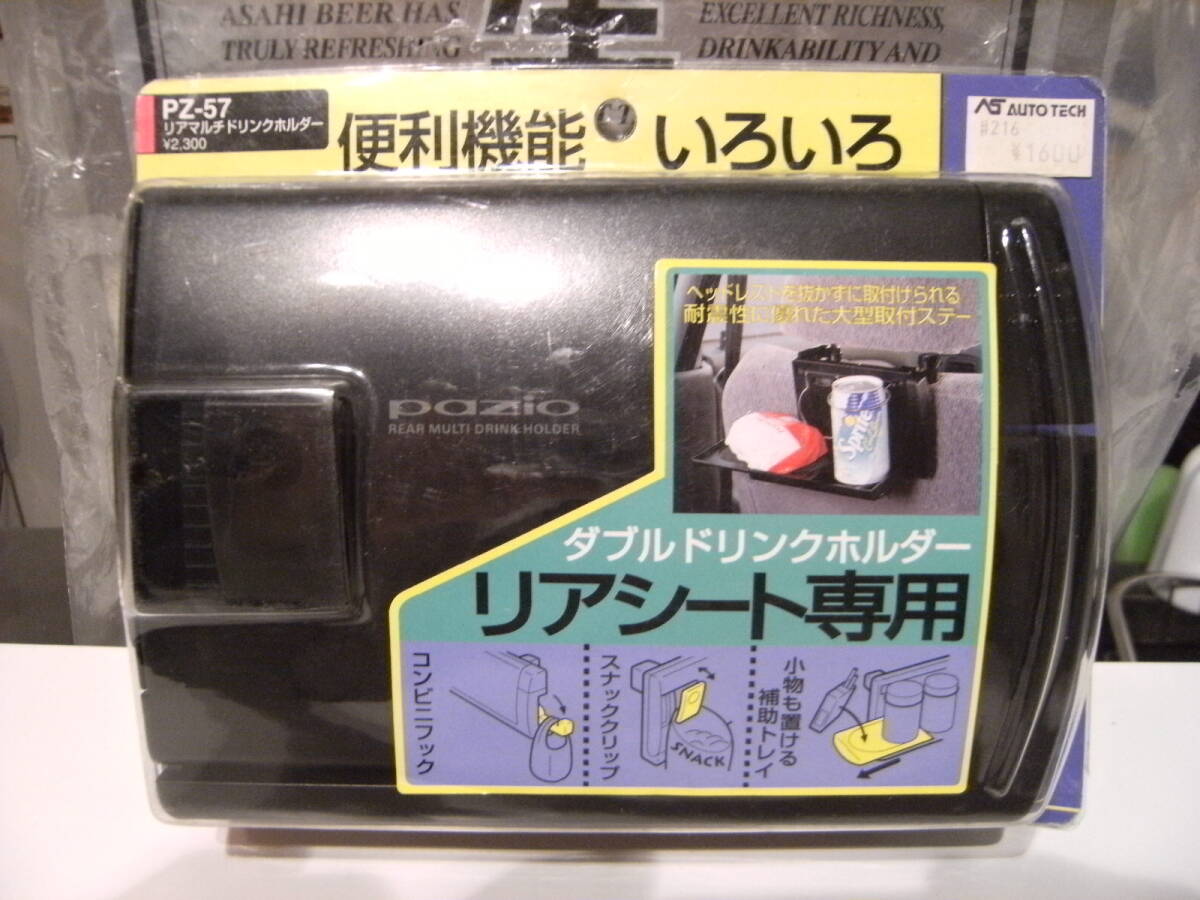 ASAHI BEER HAS
TRULY REFRESHING
生
EXCELLENT RICHNESS,
DRINKABILITY AND
PZ-57
リアマルチドリンクホルダー
¥2,300
便利機能 いろいろ
AUTO TECH
#216
¥1600
pazio
REAR MULTI DRINK HOLDER
ヘッドレストを抜かずに取付けられる
耐震性に優れた大型取付ステー
Sprite
ダブルドリンクホルダー
リアシート専用
コンビニフック
スナッククリップ
SNACK
小物も置ける
補助トレイ